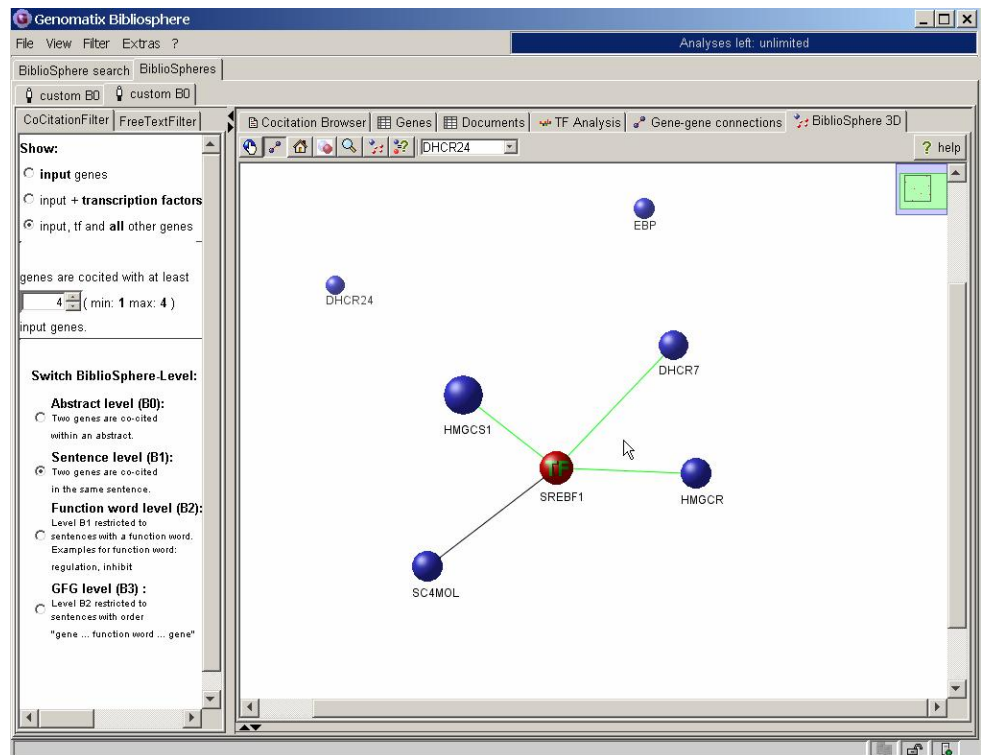 Genomatix Bibliosphere
File View Filter Extras ?
Analyses left: unlimited
BiblioSphere search BiblioSpheres
custom B0 custom B0
CoCitationFilter FreeTextFilter
Cocitation Browser Genes Documents TF Analysis Gene-gene connections BiblioSphere 3D
DHCR24
? help
Show:
input genes
input + transcription factors
input, tf and all other genes
genes are cocited with at least
4 ( min: 1 max: 4 )
input genes.
Switch BiblioSphere-Level:
Abstract level (B0):
Two genes are co-cited
within an abstract.
Sentence level (B1):
Two genes are co-cited
in the same sentence.
Function word level (B2):
Level B1 restricted to
sentences with a function word.
Examples for function word:
regulation, inhibit
GFG level (B3) :
Level B2 restricted to
sentences with order
"gene ... function word ... gene"
EBP
DHCR24
DHCR7
HMGCS1
TF
SREBF1
HMGCR
SC4MOL